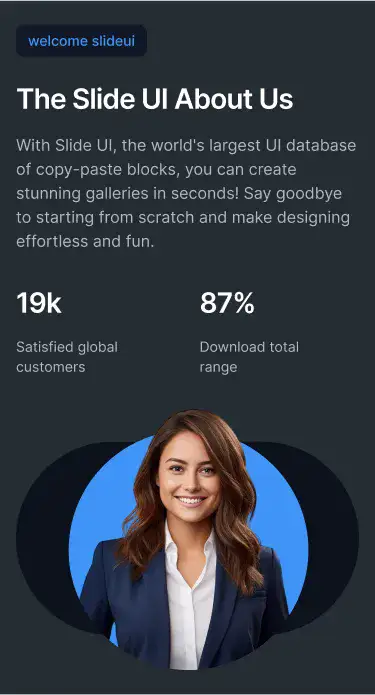 welcome slideui
The Slide UI About Us
With Slide UI, the world's largest UI database
of copy-paste blocks, you can create
stunning galleries in seconds! Say goodbye
to starting from scratch and make designing
effortless and fun.
19k
87%
Satisfied global
customers
Download total
range